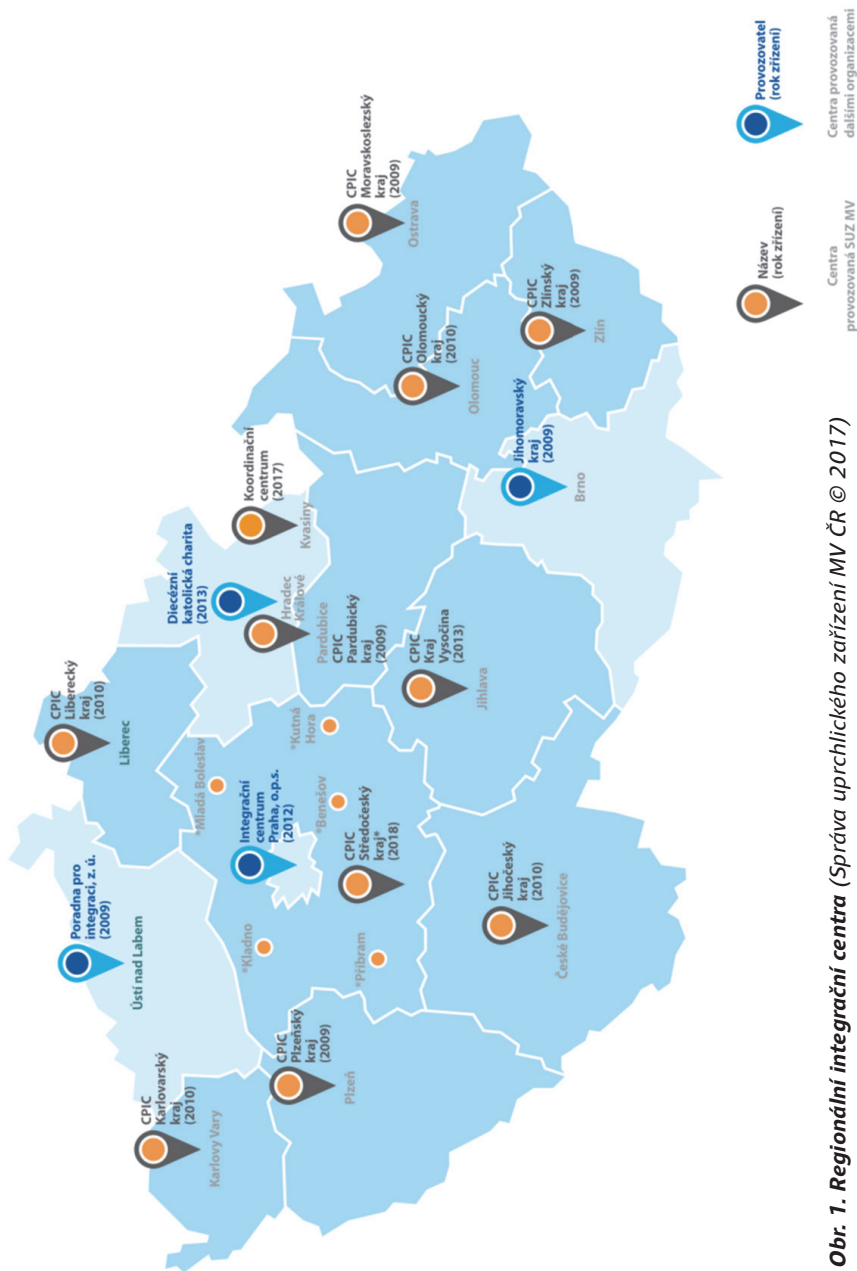 Poradna pro
integraci, z. ú.
(2009)
Ústí nad Labem
CPIC
Liberecký
kraj
(2010)
Liberec
CPIC
Karlovarský
kraj
(2010)
Karlovy Vary
*Mladá Boleslav
Diecézní
katolická charita
(2013)
Hradec
Králové
Koordinační
centrum
(2017)
Kvasiny
Integrační
centrum
Praha, o.p.s.
(2012)
*Kladno
*Kutná
Hora
*Benešov
Pardubice
CPIC
Pardubický
kraj
(2009)
CPIC
Plzeňský
kraj
(2009)
Plzeň
CPIC
Středočeský
kraj*
(2018)
*Příbram
CPIC
Moravskoslezský
kraj
(2009)
Ostrava
CPIC
Olomoucký
kraj
(2010)
Olomouc
CPIC
Kraj
Vysočina
(2013)
Jihlava
CPIC
Jihočeský
kraj
(2010)
České Budějovice
Jihomoravský
kraj
(2009)
Brno
CPIC
Zlínský
kraj
(2009)
Zlín
Název
(rok zřízení)
Centra
provozovaná SUZ MV
Provozovatel
(rok zřízení)
Centra provozovaná
dalšími organizacemi
Obr. 1. Regionální integrační centra (Správa uprchlického zařízení MV ČR © 2017)